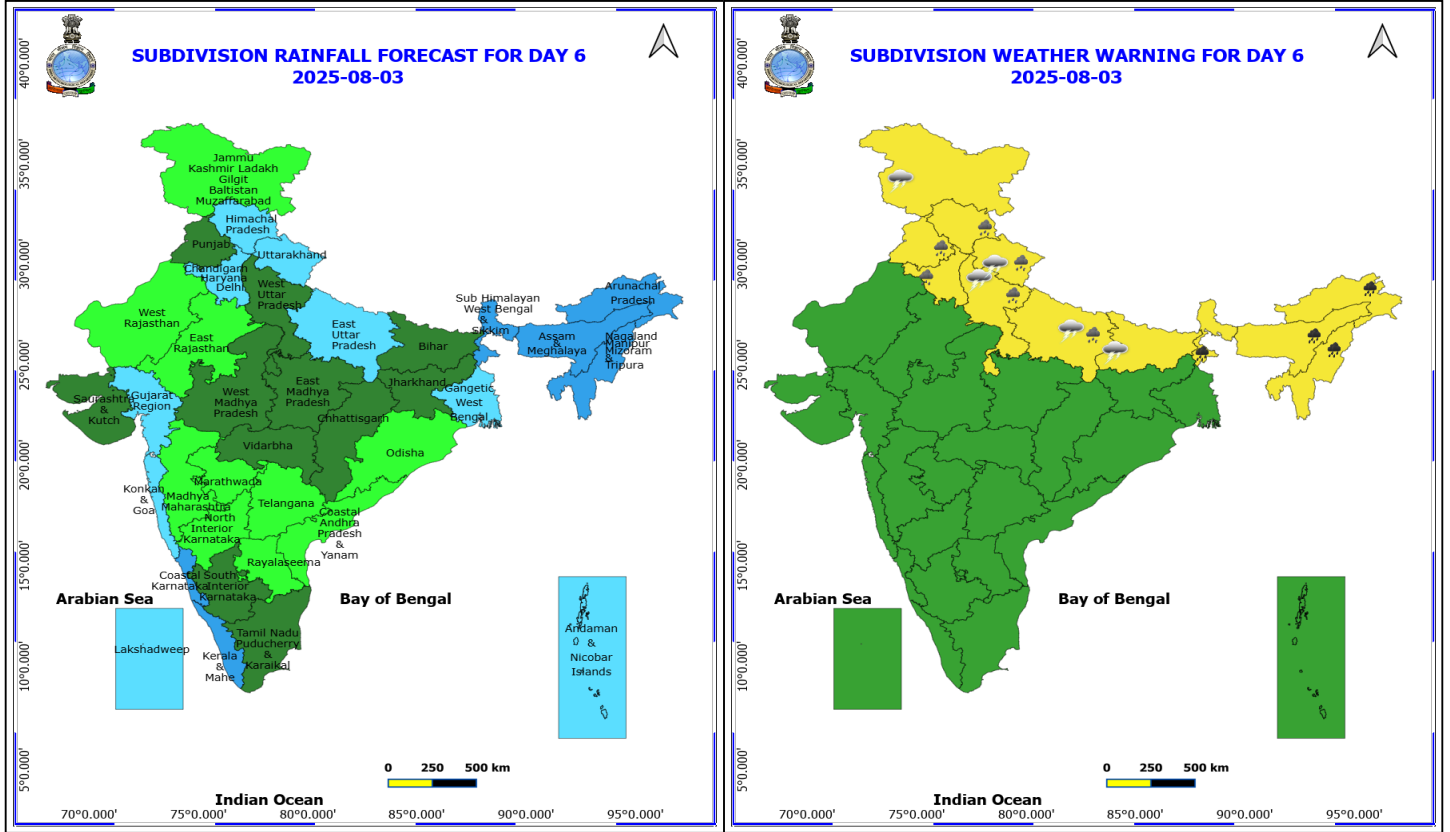 SUBDIVISION RAINFALL FORECAST FOR DAY 6
2025-08-03
40°0.000'
35°0.000'
30°0.000'
25°0.000'
20°0.000'
15°0.000'
10°0.000'
5°0.000'
Jammu
Kashmir Ladakh
Gilgit
Baltistan
Muzaffarabad
Himachal
Pradesh
Punjab
Uttarakhand
Chandigarh
Haryana
Delhi
West
Uttar
Pradesh
West
Rajasthan
East
Rajasthan
East
Uttar
Pradesh
Sub Himalayan
West Bengal
&
Sikkim
Arunachal
Pradesh
Assam
&
Meghalaya
Nagaland
Manipur
Mizoram
&
Tripura
Bihar
Jharkhand
Gangetic
West
Bengal
Saurashtra
&
Kutch
Gujarat
Region
West
Madhya
Pradesh
East
Madhya
Pradesh
Chhattisgarh
Vidarbha
Odisha
Konkan
&
Goa
Madhya
Maharashtra
Marathwada
Telangana
North
Interior
Karnataka
Coastal
Andhra
Pradesh
&
Yanam
Rayalaseema
Coastal
Karnataka
South
Interior
Karnataka
Arabian Sea
Bay of Bengal
Lakshadweep
Kerala
&
Mahe
Tamil Nadu
Puducherry
&
Karaikal
Andaman
&
Nicobar
Islands
0 250 500 km
Indian Ocean
70°0.000' 75°0.000' 80°0.000' 85°0.000' 90°0.000' 95°0.000'
SUBDIVISION WEATHER WARNING FOR DAY 6
2025-08-03
40°0.000'
35°0.000'
30°0.000'
25°0.000'
20°0.000'
15°0.000'
10°0.000'
5°0.000'
Arabian Sea
Bay of Bengal
0 250 500 km
Indian Ocean
70°0.000' 75°0.000' 80°0.000' 85°0.000' 90°0.000' 95°0.000'